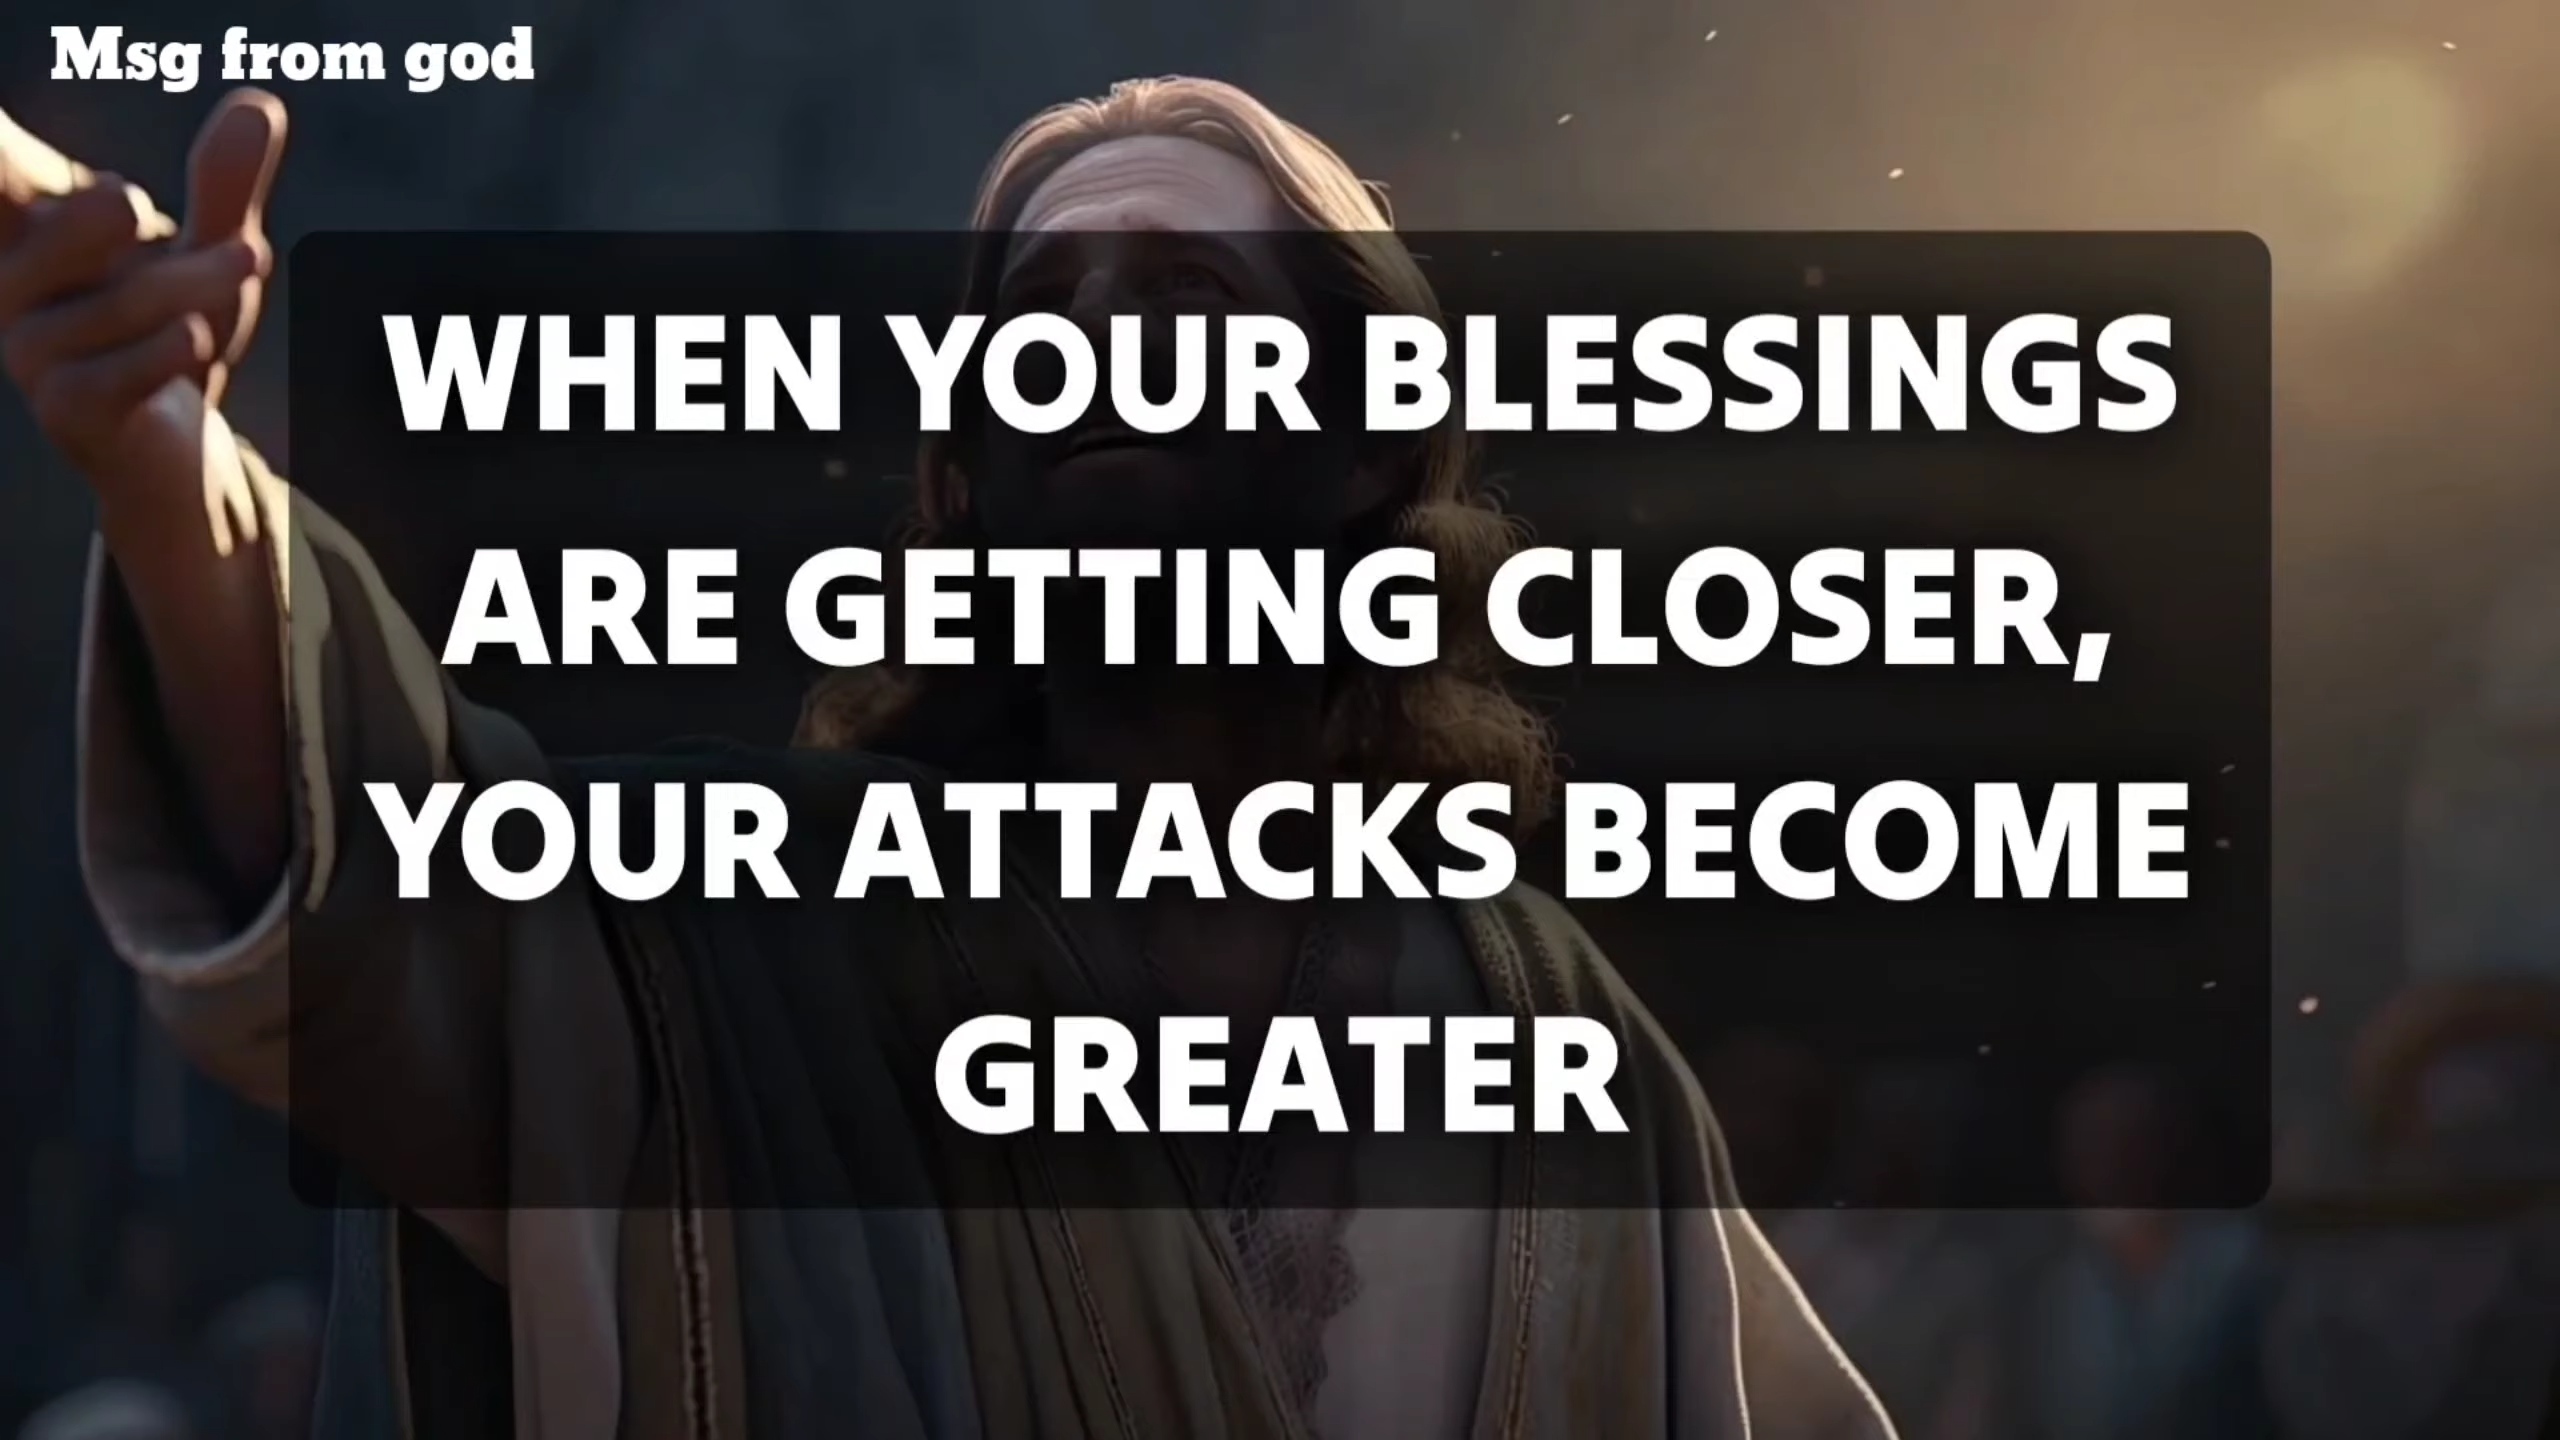 Msg from god
WHEN YOUR BLESSINGS
ARE GETTING CLOSER,
YOUR ATTACKS BECOME
GREATER